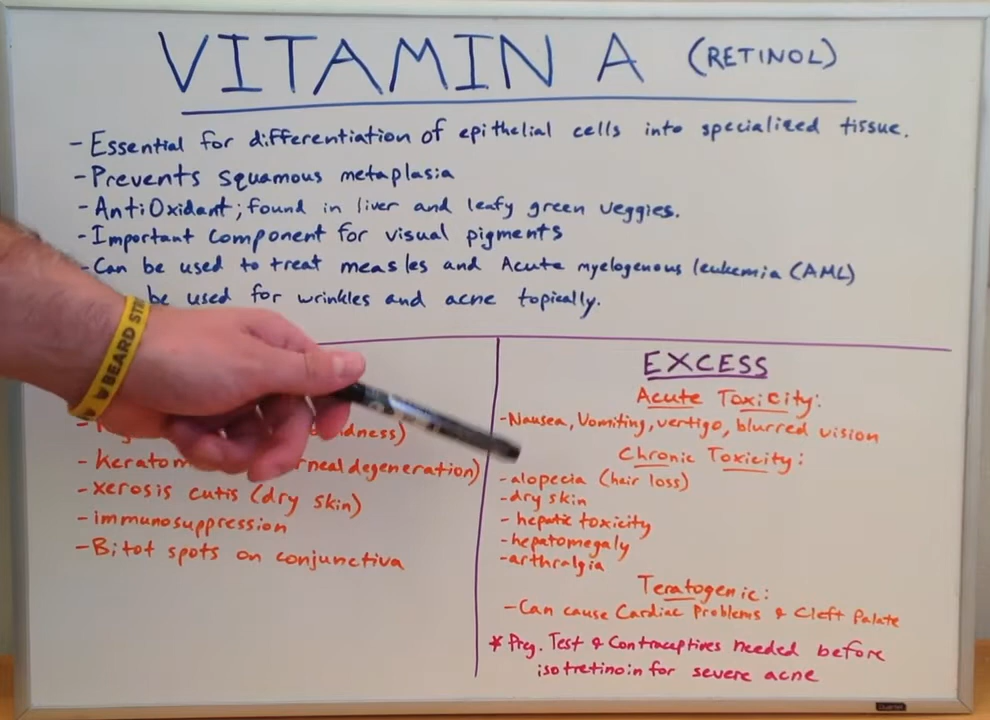 VITAMIN A (RETINOL)
- Essential for differentiation of epithelial cells into specialized tissue.
- Prevents Squamous metaplasia
- AntiOxidant; found in liver and leafy green veggies.
- Important Component for visual pigments
- Can be used to treat measles and Acute myelogenous leukemia (AML)
be used for wrinkles and acne topically.
BEARD
- Keratom neal degeneration)
- Xerosis cutis (dry skin)
- immunosuppression
- Bitot spots on conjunctiva
EXCESS
Acute Toxicity:
- Nausea, Vomiting, vertigo, blurred vision
Chronic Toxicity:
- alopecia (hair loss)
- dry skin
- hepatic toxicity
- hepatomegaly
- arthralgia
Teratogenic:
- Can cause Cardiac Problems & Cleft Palate
* Preg. Test & Contraceptives needed before
isotretinoin for severe acne